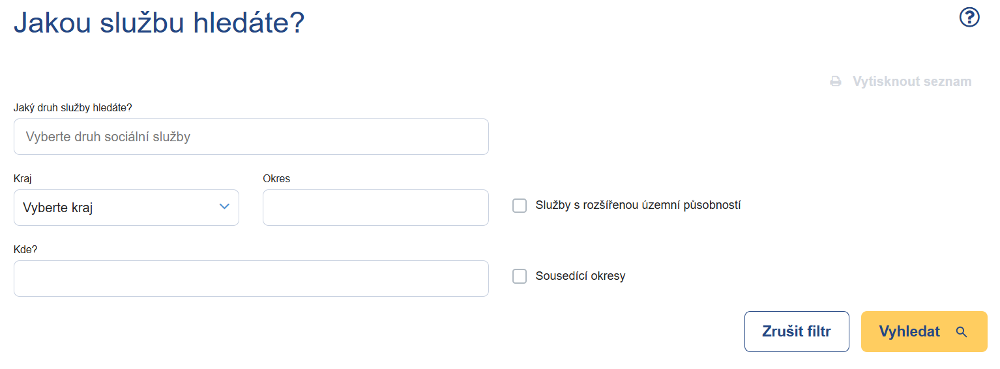 Jakou službu hledáte?
Vytisknout seznam
Jaký druh služby hledáte?
Vyberte druh sociální služby
Kraj
Okres
Vyberte kraj
Služby s rozšířenou územní působností
Kde?
Sousedící okresy
Zrušit filtr
Vyhledat